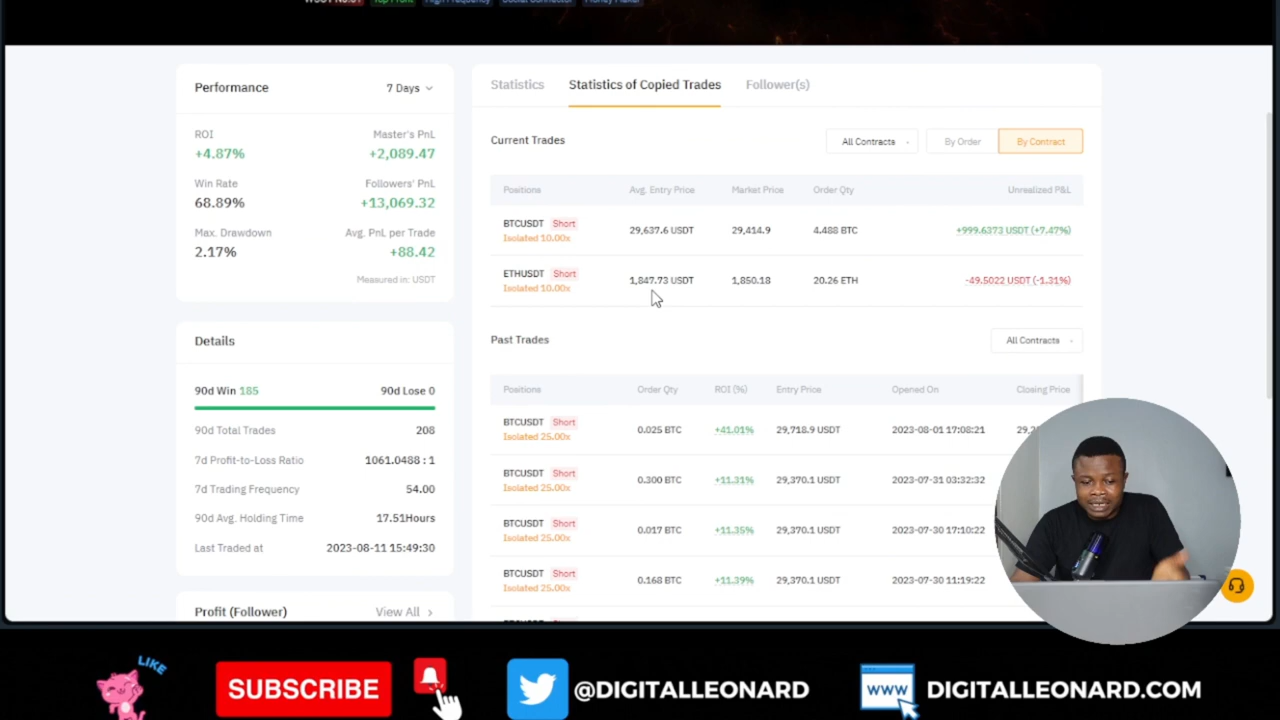 Performance
7 Days
ROI
Master's PnL
+4.87%
+2,089.47
Win Rate
Followers' PnL
68.89%
+13,069.32
Max. Drawdown
Avg. PnL per Trade
2.17%
+88.42
Measured in: USDT
Details
90d Win 185
90d Lose 0
90d Total Trades
208
7d Profit-to-Loss Ratio
1061.0488 : 1
7d Trading Frequency
54.00
90d Avg. Holding Time
17.51Hours
Last Traded at
2023-08-11 15:49:30
Profit (Follower)
View All
Statistics
Statistics of Copied Trades
Follower(s)
Current Trades
All Contracts
By Order
By Contract
Positions
Avg. Entry Price
Market Price
Order Qty
Unrealized P&L
BTCUSDT Short
Isolated 10.00x
29,637.6 USDT
29,414.9
4.488 BTC
+999.6373 USDT (+7.47%)
ETHUSDT Short
Isolated 10.00x
1,847.73 USDT
1,850.18
20.26 ETH
-49.5022 USDT (-1.31%)
Past Trades
All Contracts
Positions
Order Qty
ROI (%)
Entry Price
Opened On
Closing Price
BTCUSDT Short
Isolated 25.00x
0.025 BTC
+41.01%
29,718.9 USDT
2023-08-01 17:08:21
BTCUSDT Short
Isolated 25.00x
0.300 BTC
+11.31%
29,370.1 USDT
2023-07-31 03:32:32
BTCUSDT Short
Isolated 25.00x
0.017 BTC
+11.35%
29,370.1 USDT
2023-07-30 17:10:22
BTCUSDT Short
Isolated 25.00x
0.168 BTC
+11.39%
29,370.1 USDT
2023-07-30 11:19:22
LIKE
SUBSCRIBE
@DIGITALLEONARD
WWW
DIGITALLEONARD.COM